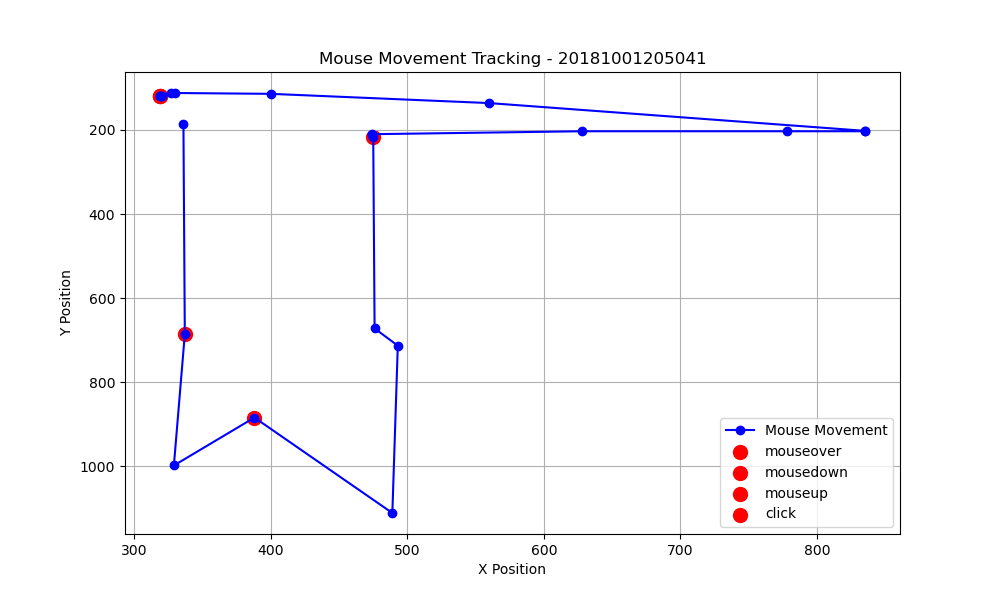 Mouse Movement Tracking - 20181001205041
200
400
600
800
1000
Y Position
300 400 500 600 700 800
X Position
Mouse Movement
mouseover
mousedown
mouseup
click